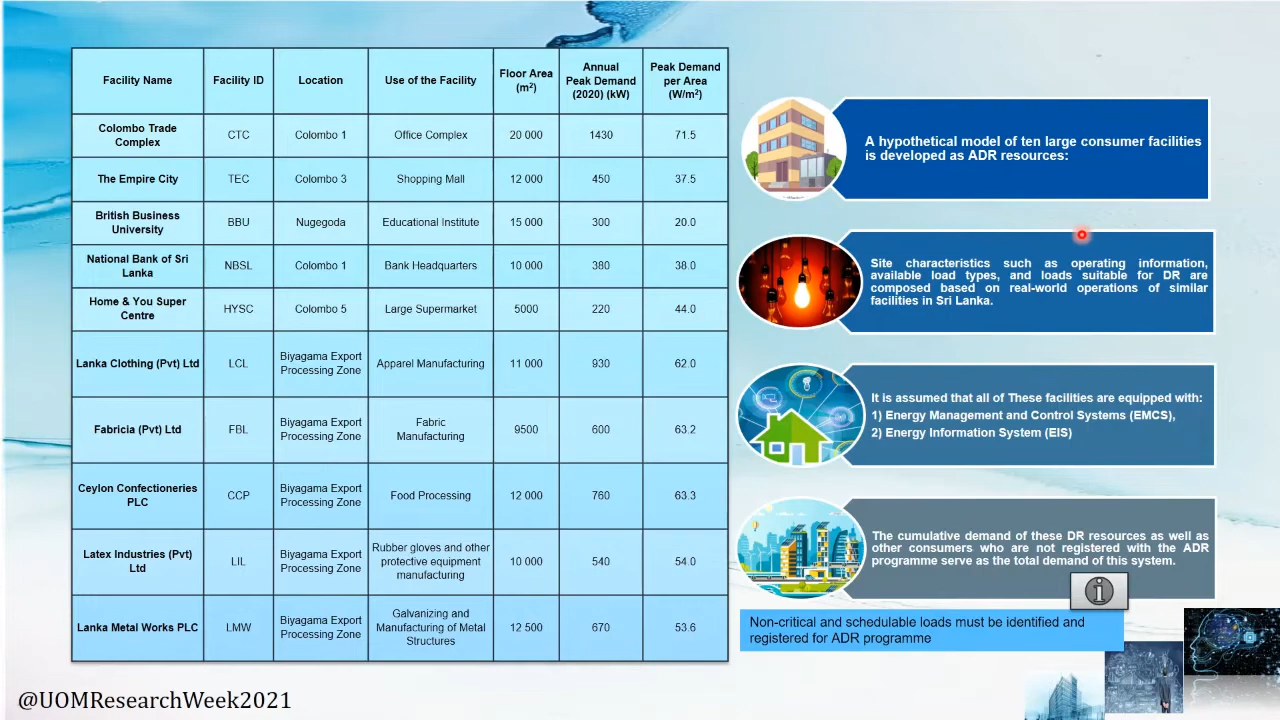 Facility Name Facility ID Location Use of the Facility Floor Area (m²) Annual Peak Demand (2020) (kW) Peak Demand per Area (W/m²)
Colombo Trade Complex CTC Colombo 1 Office Complex 20 000 1430 71.5
The Empire City TEC Colombo 3 Shopping Mall 12 000 450 37.5
British Business University BBU Nugegoda Educational Institute 15 000 300 20.0
National Bank of Sri Lanka NBSL Colombo 1 Bank Headquarters 10 000 380 38.0
Home & You Super Centre HYSC Colombo 5 Large Supermarket 5000 220 44.0
Lanka Clothing (Pvt) Ltd LCL Biyagama Export Processing Zone Apparel Manufacturing 11 000 930 62.0
Fabricia (Pvt) Ltd FBL Biyagama Export Processing Zone Fabric Manufacturing 9500 600 63.2
Ceylon Confectioneries PLC CCP Biyagama Export Processing Zone Food Processing 12 000 760 63.3
Latex Industries (Pvt) Ltd LIL Biyagama Export Processing Zone Rubber gloves and other protective equipment manufacturing 10 000 540 54.0
Lanka Metal Works PLC LMW Biyagama Export Processing Zone Galvanizing and Manufacturing of Metal Structures 12 500 670 53.6
A hypothetical model of ten large consumer facilities
is developed as ADR resources:
Site characteristics such as operating information,
available load types, and loads suitable for DR are
composed based on real-world operations of similar
facilities in Sri Lanka.
It is assumed that all of These facilities are equipped with:
1) Energy Management and Control Systems (EMCS),
2) Energy Information System (EIS)
The cumulative demand of these DR resources as well as
other consumers who are not registered with the ADR
programme serve as the total demand of this system.
Non-critical and schedulable loads must be identified and
registered for ADR programme
@UOMResearchWeek2021